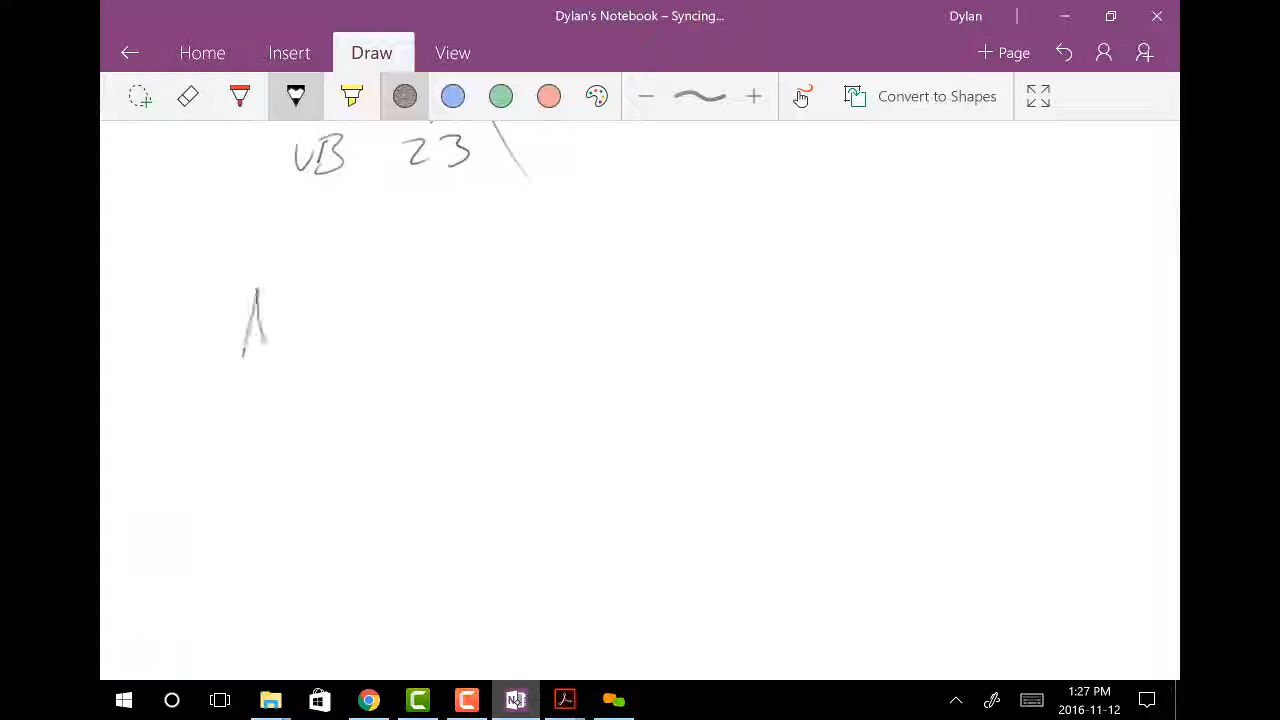 Dylan's Notebook – Syncing...
Dylan
Home Insert Draw View
Page
Convert to Shapes
UB 23
1:27 PM
2016-11-12